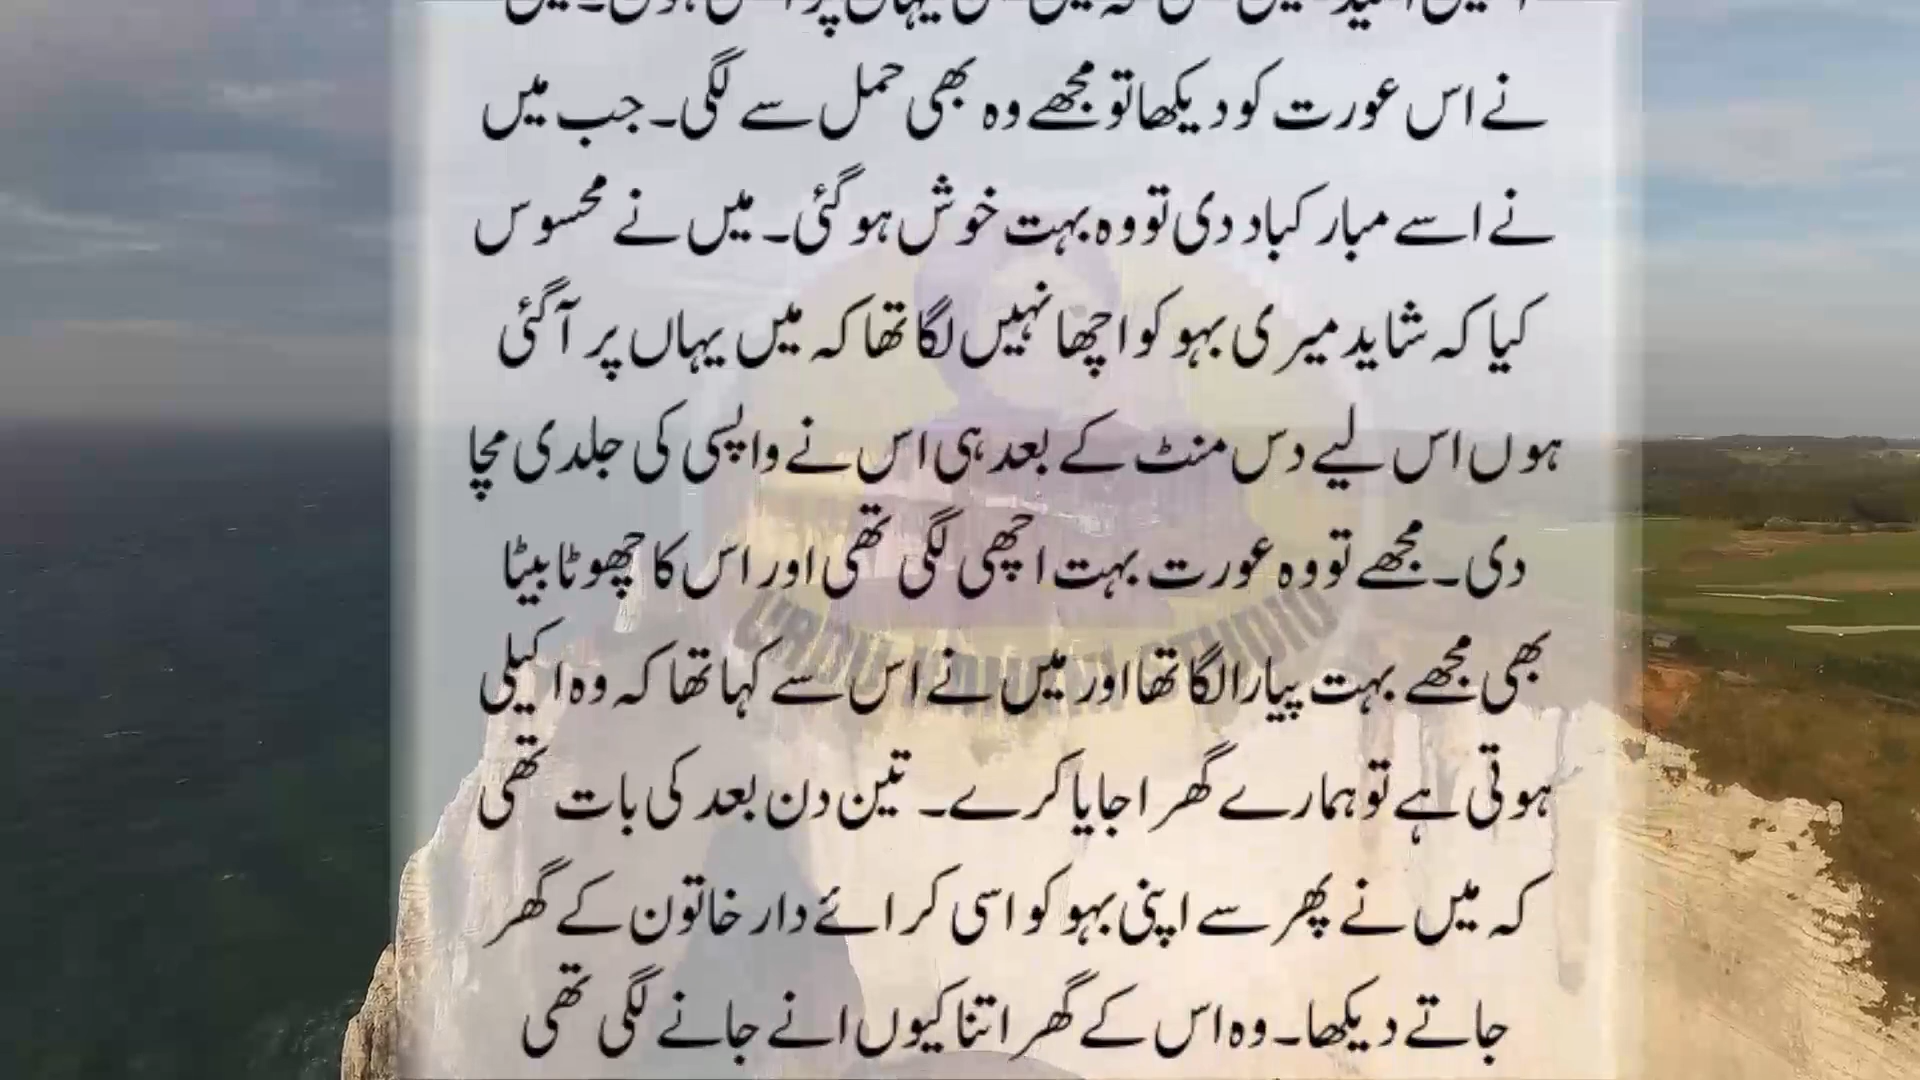 نے اس عورت کو دیکھا تو مجھے وہ بھی حمل سے لگی۔ جب میں
نے اسے مبارکباد دی تو وہ بہت خوش ہو گئی۔ میں نے محسوس
کیا کہ شاید میری بہو کو اچھا نہیں لگا تھا کہ میں یہاں پر آگئی
ہوں اس لیے دس منٹ کے بعد ہی اس نے واپسی کی جلدی مچا
دی۔ مجھے تو وہ عورت بہت اچھی لگی تھی اور اس کا چھوٹا بیٹا
بھی مجھے بہت پیارا لگا تھا اور میں نے اس سے کہا تھا کہ وہ اکیلی
ہوتی ہے تو ہمارے گھر اجایا کرے۔ تین دن بعد کی بات تھی
کہ میں نے پھر سے اپنی بہو کو اسی کرائے دار خاتون کے گھر
جاتے دیکھا۔ وہ اس کے گھر اتنا کیوں انے جانے لگی تھی
URDU KAHANI STUDIO